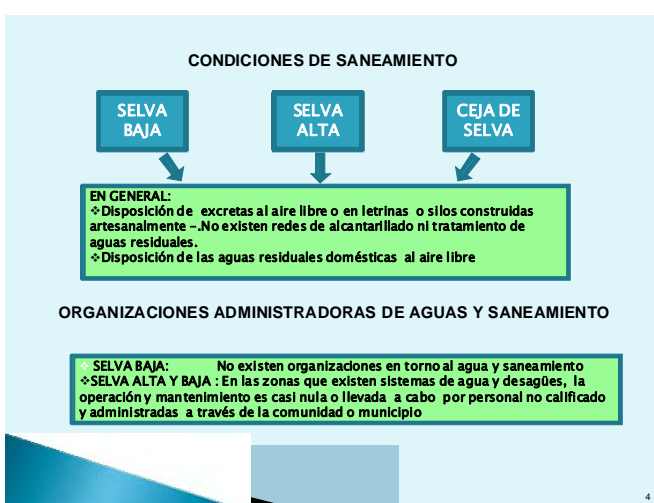 CONDICIONES DE SANEAMIENTO
SELVA
BAJA
SELVA
ALTA
CEJA DE
SELVA
EN GENERAL:
❖Disposición de excretas al aire libre o en letrinas o silos construidas
artesanalmente –.No existen redes de alcantarillado ni tratamiento de
aguas residuales.
❖Disposición de las aguas residuales domésticas al aire libre
ORGANIZACIONES ADMINISTRADORAS DE AGUAS Y SANEAMIENTO
❖ SELVA BAJA: No existen organizaciones en torno al agua y saneamiento
❖SELVA ALTA Y BAJA : En las zonas que existen sistemas de agua y desagües, la
operación y mantenimiento es casi nula o llevada a cabo por personal no calificado
y administradas a través de la comunidad o municipio
4